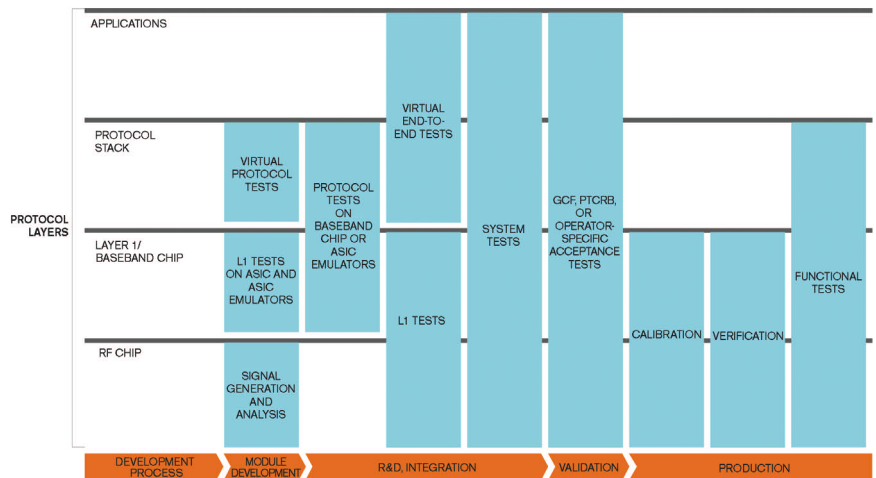 APPLICATIONS
VIRTUAL
END-TO-
END TESTS
PROTOCOL
STACK
VIRTUAL
PROTOCOL
TESTS
PROTOCOL
TESTS
ON
BASEBAND
CHIP OR
ASIC
EMULATORS
SYSTEM
TESTS
GCF, PTCRB,
OR
OPERATOR-
SPECIFIC
ACCEPTANCE
TESTS
PROTOCOL
LAYERS
LAYER 1/
BASEBAND CHIP
L1 TESTS
ON ASIC AND
ASIC
EMULATORS
L1 TESTS
CALIBRATION
VERIFICATION
FUNCTIONAL
TESTS
RF CHIP
SIGNAL
GENERATION
AND
ANALYSIS
DEVELOPMENT
PROCESS
MODULE
DEVELOPMENT
R&D, INTEGRATION
VALIDATION
PRODUCTION